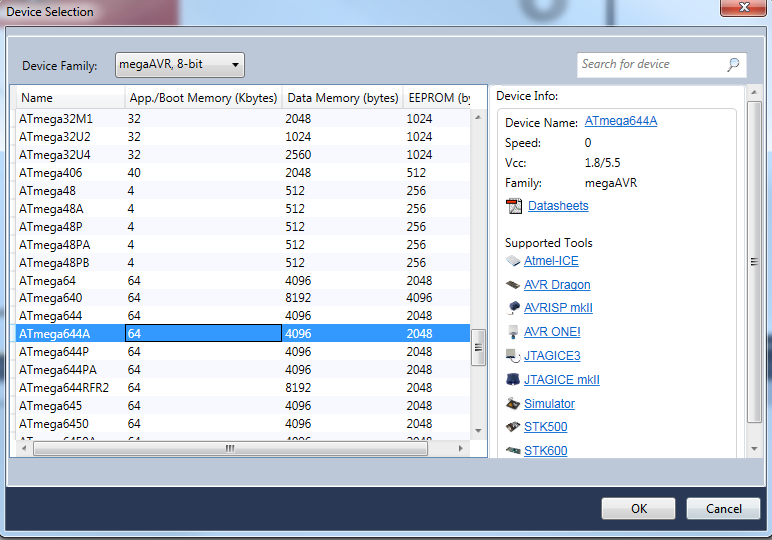 Device Selection
Device Family: megaAVR, 8-bit
Search for device
Name App./Boot Memory (Kbytes) Data Memory (bytes) EEPROM (by
ATmega32M1 32 2048 1024
ATmega32U2 32 1024 1024
ATmega32U4 32 2560 1024
ATmega406 40 2048 512
ATmega48 4 512 256
ATmega48A 4 512 256
ATmega48P 4 512 256
ATmega48PA 4 512 256
ATmega48PB 4 512 256
ATmega64 64 4096 2048
ATmega640 64 8192 4096
ATmega644 64 4096 2048
ATmega644A 64 4096 2048
ATmega644P 64 4096 2048
ATmega644PA 64 4096 2048
ATmega644RFR2 64 8192 2048
ATmega645 64 4096 2048
ATmega6450 64 4096 2048
ATmega6450A 64 4096 2048
Device Info:
Device Name: ATmega644A
Speed: 0
Vcc: 1.8/5.5
Family: megaAVR
Datasheets
Supported Tools
Atmel-ICE
AVR Dragon
AVRISP mkII
AVR ONE!
JTAGICE3
JTAGICE mkII
Simulator
STK500
STK600
OK Cancel